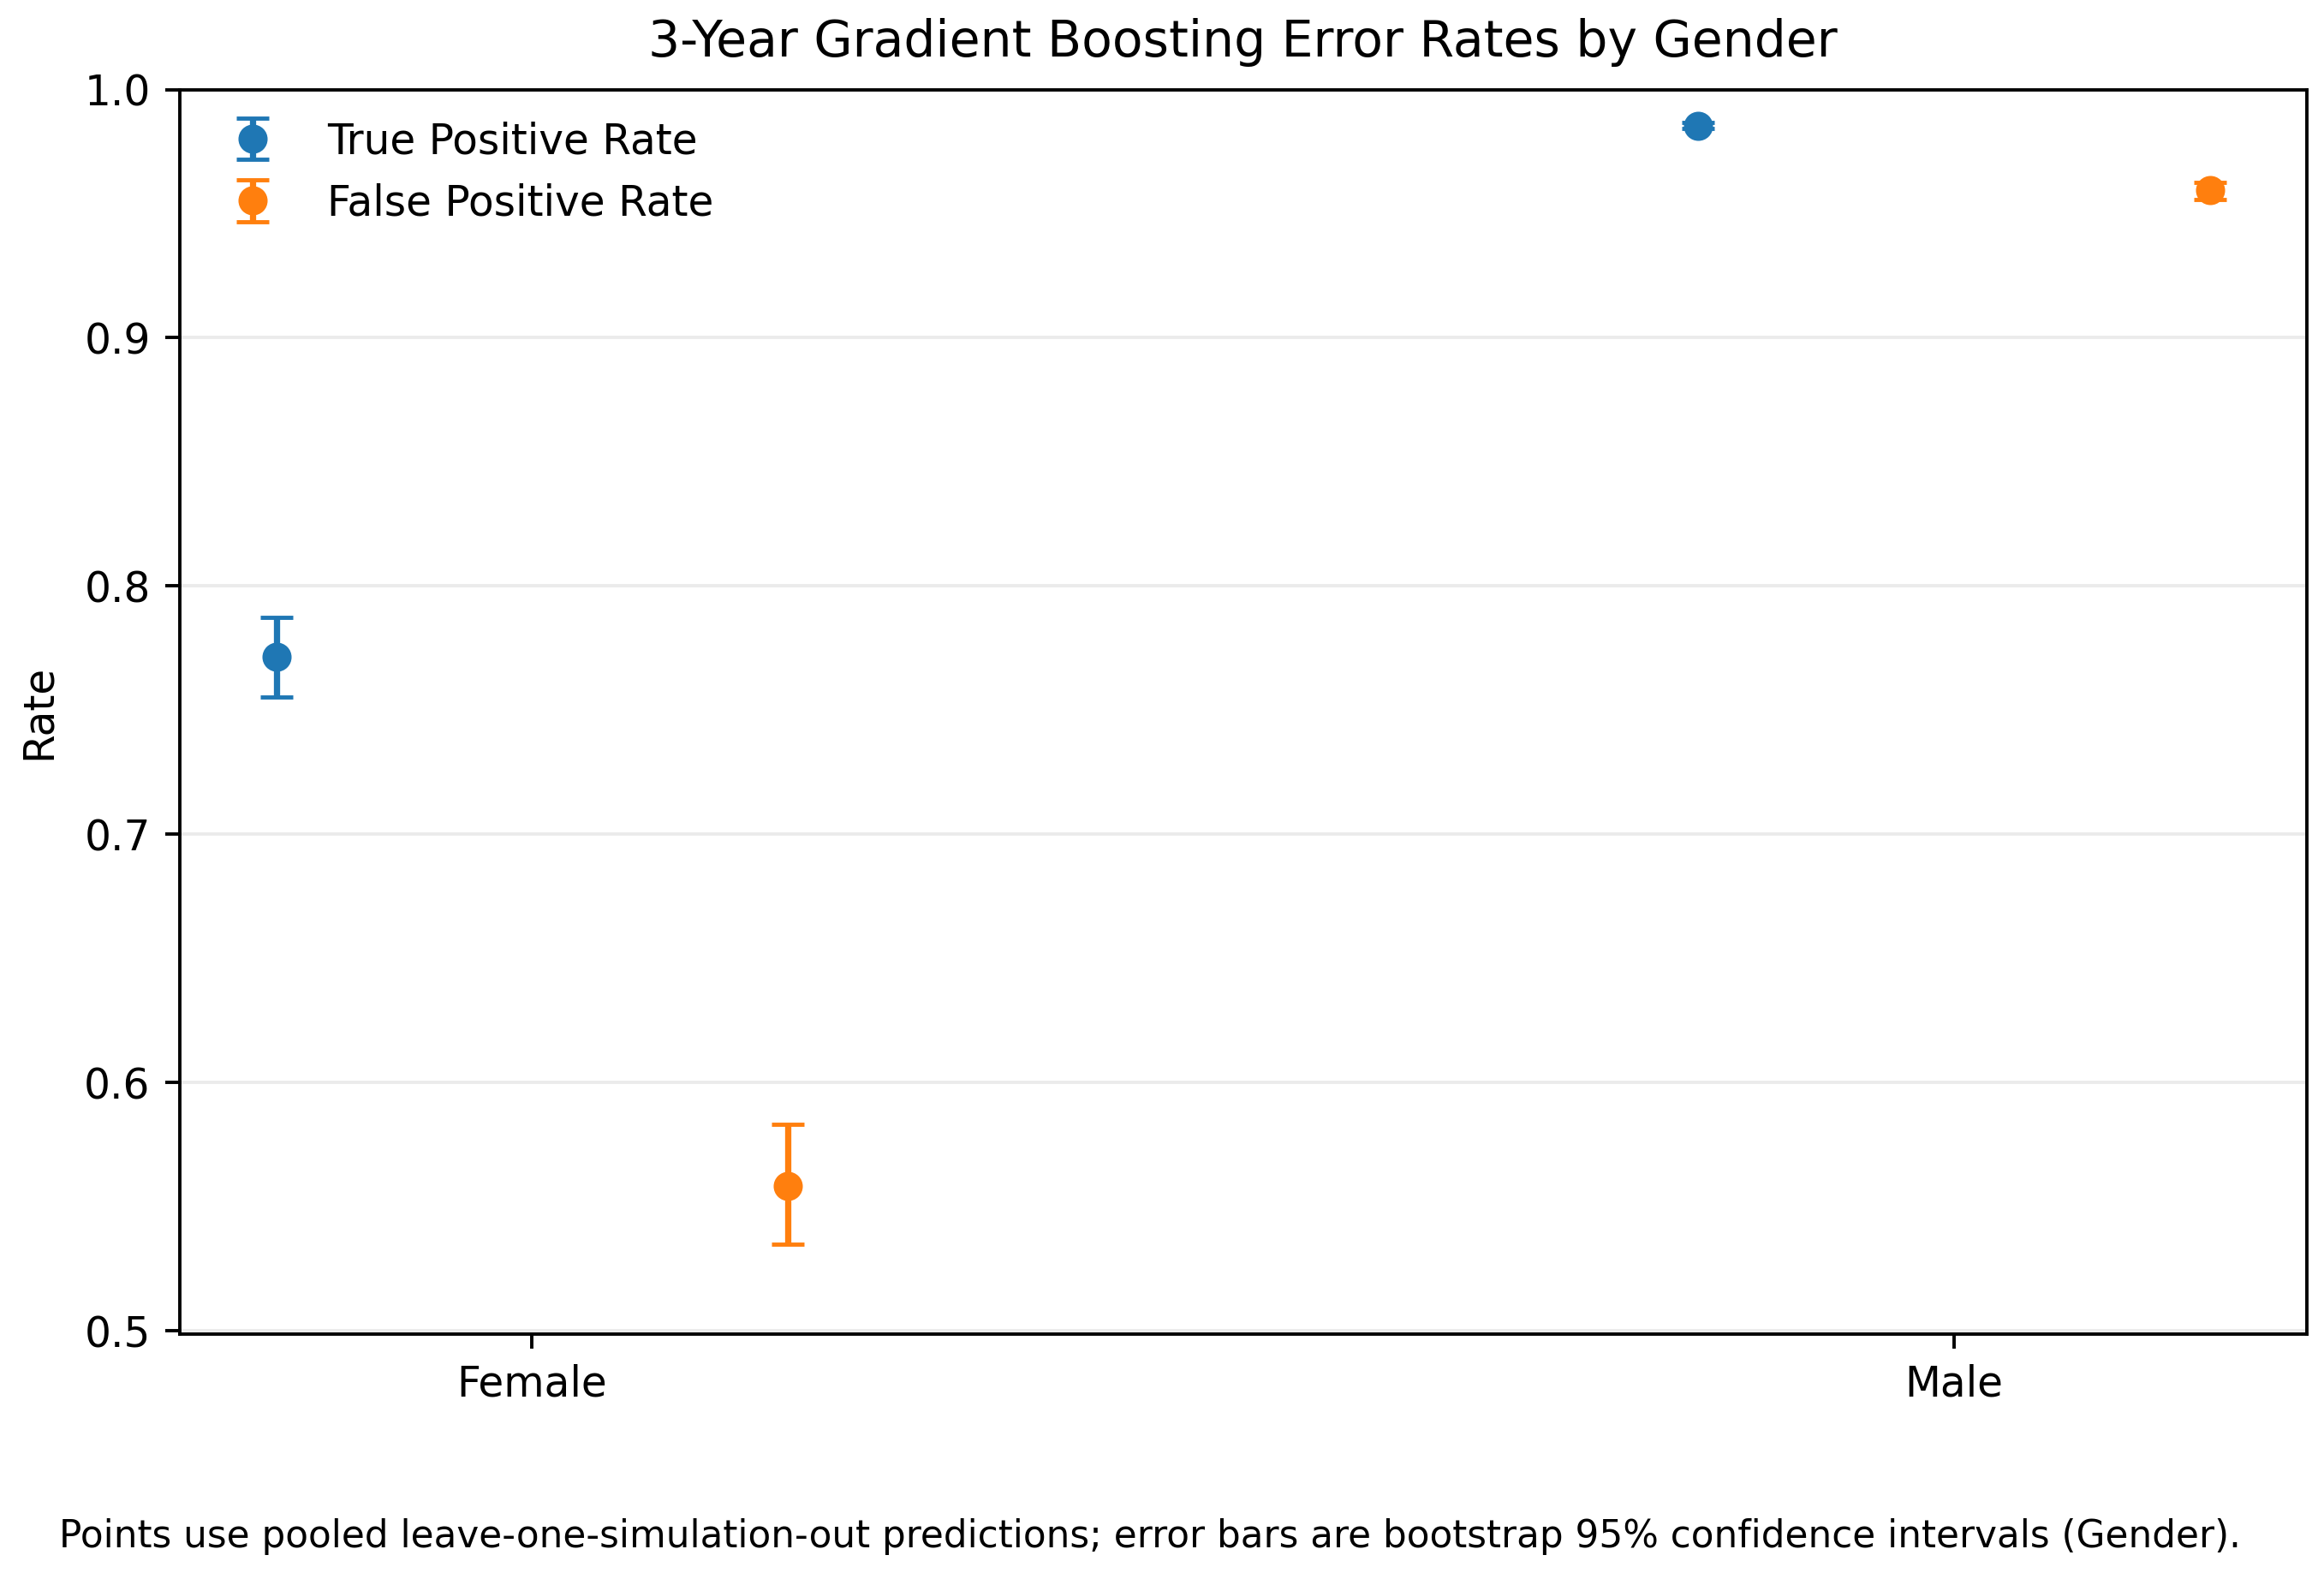 3-Year Gradient Boosting Error Rates by Gender
1.0
True Positive Rate
False Positive Rate
0.9
0.8
0.7
0.6
0.5
Rate
Female
Male
Points use pooled leave-one-simulation-out predictions; error bars are bootstrap 95% confidence intervals (Gender).